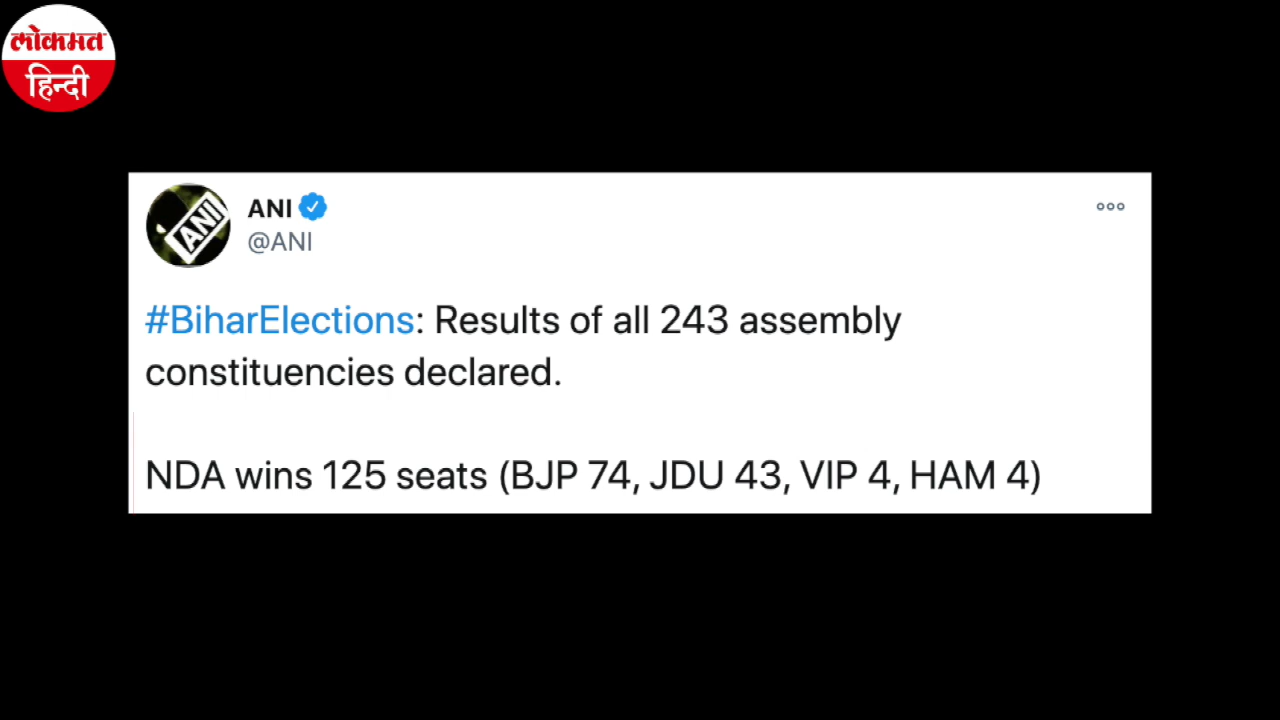 लोकमत
हिन्दी
ANI
ANI
@ANI
#BiharElections: Results of all 243 assembly
constituencies declared.
NDA wins 125 seats (BJP 74, JDU 43, VIP 4, HAM 4)